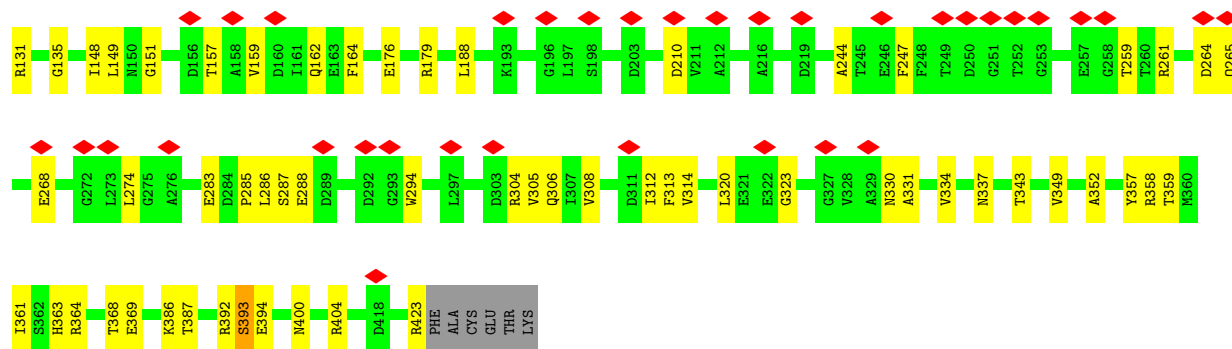 R131 G135 I148 L149 N150 G151 D156 T157 A158 V159 D160 I161 Q162 E163 F164 E176 R179 L188 K193 G196 L197 S198 D203 D210 V211 A212 A216 D219 A244 T245 E246 F247 F248 T249 D250 G251 T252 G253 E257 G258 T259 T260 R261 D264 Q265
E268 G272 L273 L274 G275 A276 E283 D284 P285 L286 S287 E288 D289 D292 G293 W294 L297 D303 R304 V305 Q306 I307 V308 D311 I312 F313 V314 L320 E321 E322 G323 G327 V328 A329 N330 A331 V334 N337 T343 V349 A352 Y357 R358 T359 M360
I361 S362 H363 R364 T368 E369 K386 T387 R392 S393 E394 N400 R404 D418 R423 PHE ALA CYS GLU THR LYS